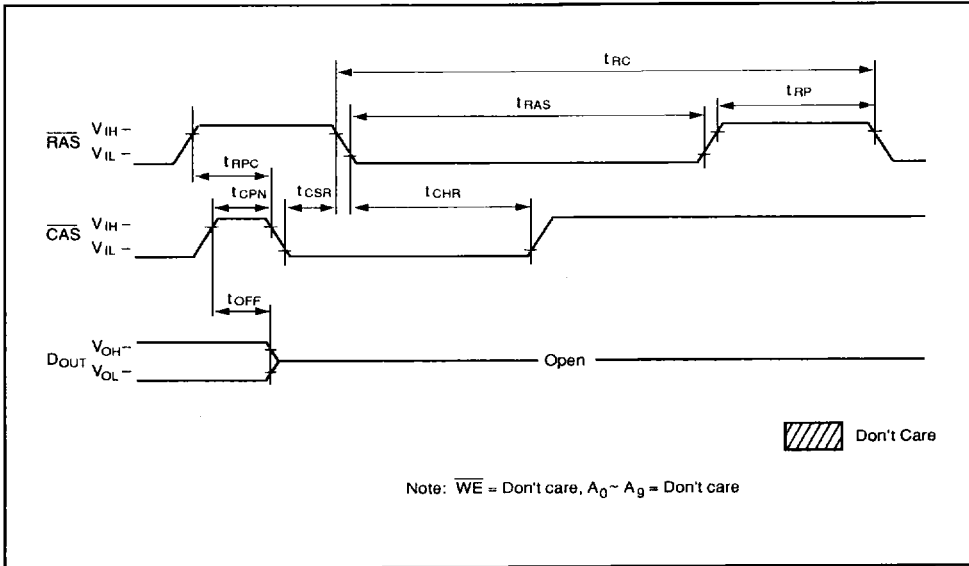 tRC
tRAS
tRP
RAS
VIH
VIL
tRPC
tCPN
tCSR
tCHR
CAS
VIH
VIL
tOFF
DOUT
VOH
VOL
Open
Don't Care
Note: WE = Don't care, A0 ~ A9 = Don't care